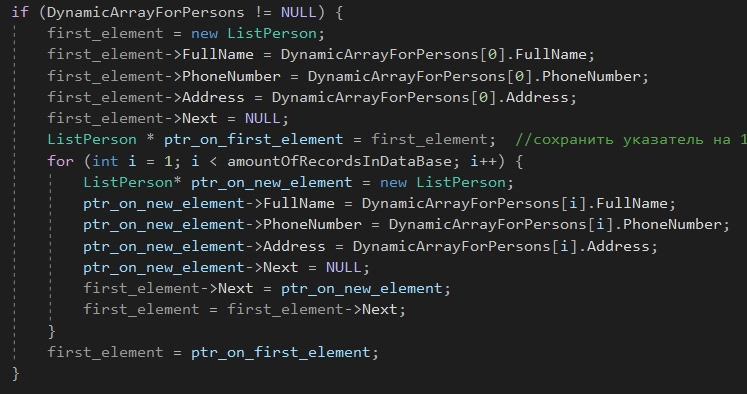 if (DynamicArrayForPersons != NULL) {
first_element = new ListPerson;
first_element->FullName = DynamicArrayForPersons[0].FullName;
first_element->PhoneNumber = DynamicArrayForPersons[0].PhoneNumber;
first_element->Address = DynamicArrayForPersons[0].Address;
first_element->Next = NULL;
ListPerson * ptr_on_first_element = first_element; //сохранить указатель на 1
for (int i = 1; i < amountOfRecordsInDataBase; i++) {
ListPerson* ptr_on_new_element = new ListPerson;
ptr_on_new_element->FullName = DynamicArrayForPersons[i].FullName;
ptr_on_new_element->PhoneNumber = DynamicArrayForPersons[i].PhoneNumber;
ptr_on_new_element->Address = DynamicArrayForPersons[i].Address;
ptr_on_new_element->Next = NULL;
first_element->Next = ptr_on_new_element;
first_element = first_element->Next;
}
first_element = ptr_on_first_element;
}